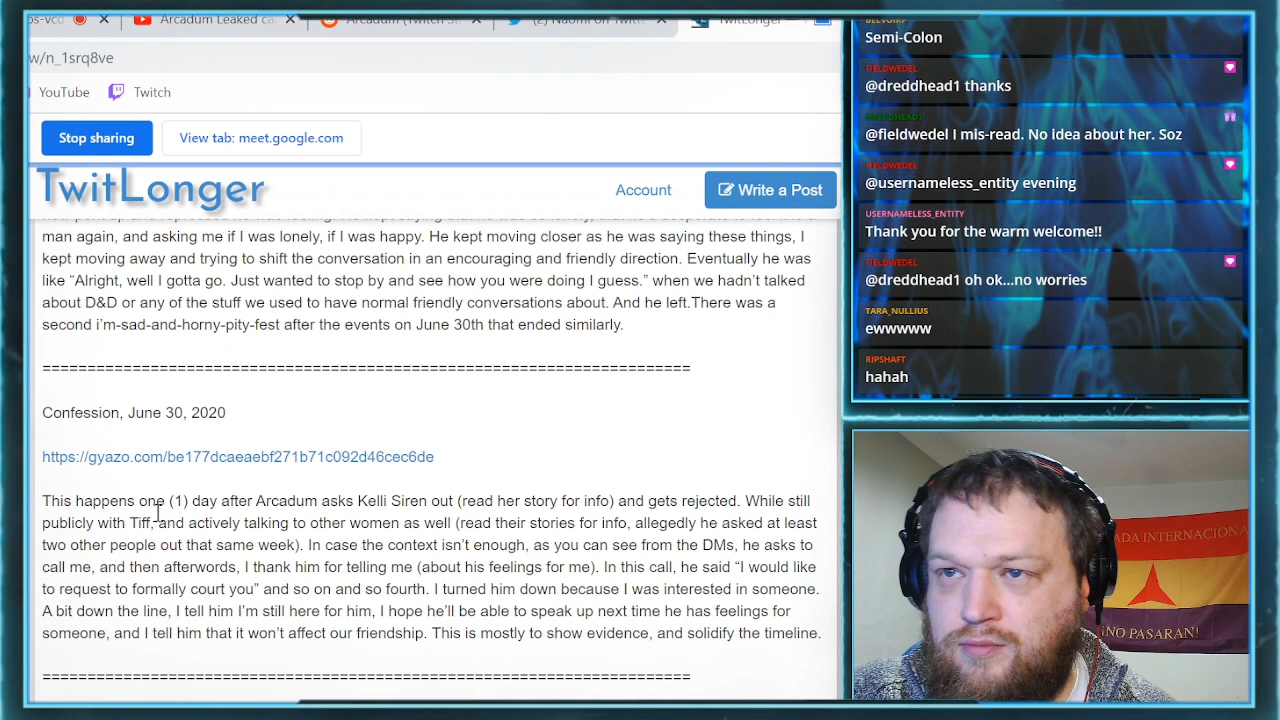 Arcadum Leaked ca
Arcadum (Twitch S
(2) Naomi on Twitte
TwitLonger
w/n_1srq8ve
YouTube
Twitch
Stop sharing
View tab: meet.google.com
TwitLonger
Account
Write a Post
man again, and asking me if I was lonely, if I was happy. He kept moving closer as he was saying these things, I
kept moving away and trying to shift the conversation in an encouraging and friendly direction. Eventually he was
like “Alright, well I gotta go. Just wanted to stop by and see how you were doing I guess.” when we hadn’t talked
about D&D or any of the stuff we used to have normal friendly conversations about. And he left.There was a
second i’m-sad-and-horny-pity-fest after the events on June 30th that ended similarly.
========================================================================
Confession, June 30, 2020
https://gyazo.com/be177dcaeaebf271b71c092d46cec6de
This happens one (1) day after Arcadum asks Kelli Siren out (read her story for info) and gets rejected. While still
publicly with Tiff, and actively talking to other women as well (read their stories for info, allegedly he asked at least
two other people out that same week). In case the context isn’t enough, as you can see from the DMs, he asks to
call me, and then afterwords, I thank him for telling me (about his feelings for me). In this call, he said “I would like
to request to formally court you” and so on and so fourth. I turned him down because I was interested in someone.
A bit down the line, I tell him I’m still here for him, I hope he’ll be able to speak up next time he has feelings for
someone, and I tell him that it won’t affect our friendship. This is mostly to show evidence, and solidify the timeline.
========================================================================
Semi-Colon
FIELDWEDEL
@dreddhead1 thanks
DREDDHEAD1
@fieldwedel I mis-read. No idea about her. Soz
FIELDWEDEL
@usernameless_entity evening
USERNAMELESS_ENTITY
Thank you for the warm welcome!!
FIELDWEDEL
@dreddhead1 oh ok...no worries
TARA_NULLIUS
ewwwww
RIPSHAFT
hahah
ADA INTERNACIONA
¡NO PASARAN!